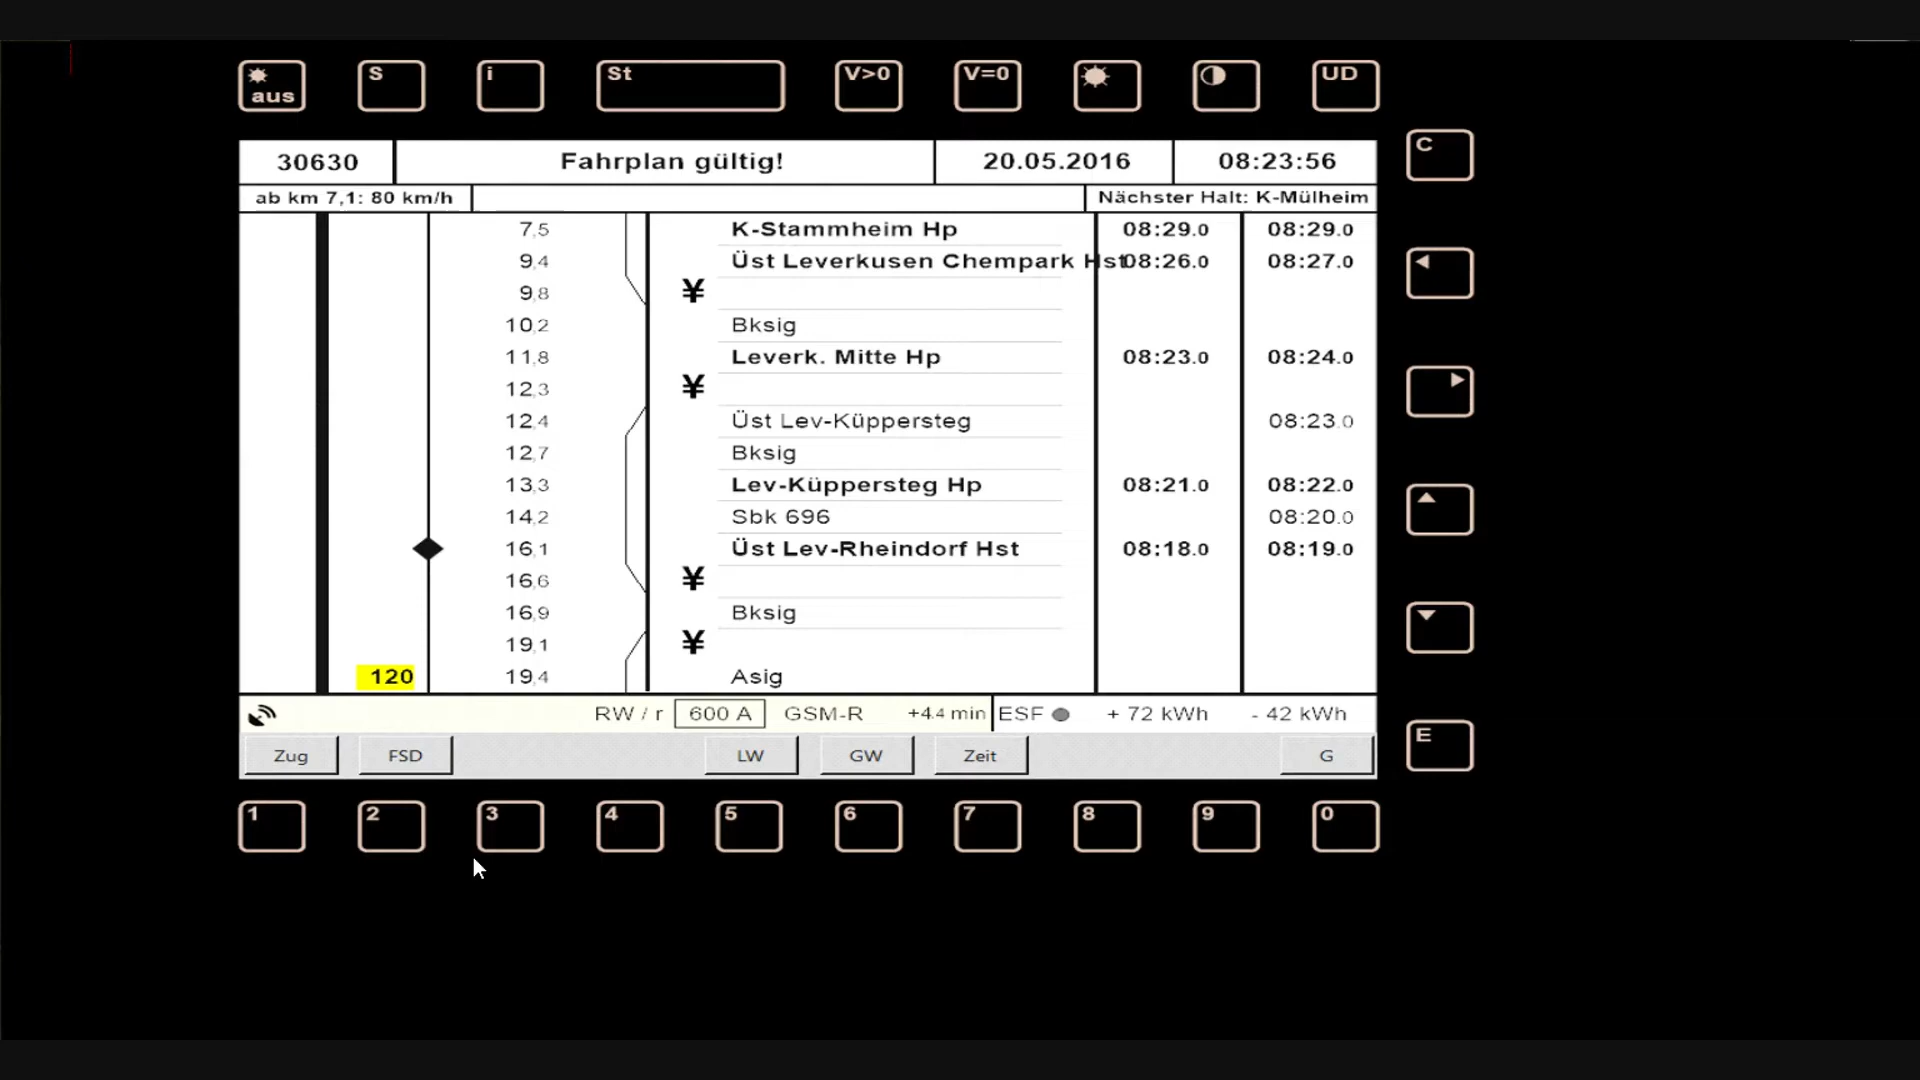 aus S i St V>0 V=0 UD
C
30630 Fahrplan gültig! 20.05.2016 08:23:56
ab km 7,1: 80 km/h Nächster Halt: K-Mülheim
7,5 K-Stammheim Hp 08:29.0 08:29.0
9,4 Üst Leverkusen Chempark Hst 08:26.0 08:27.0
9,8 ¥
10,2 Bksig
11,8 Leverk. Mitte Hp 08:23.0 08:24.0
12,3 ¥
12,4 Üst Lev-Küppersteg 08:23.0
12,7 Bksig
13,3 Lev-Küppersteg Hp 08:21.0 08:22.0
14,2 Sbk 696 08:20.0
16,1 Üst Lev-Rheindorf Hst 08:18.0 08:19.0
16,6 ¥
16,9 Bksig
19,1 ¥
120 19,4 Asig
RW / r 600 A GSM-R +4.4 min ESF + 72 kWh - 42 kWh
E
Zug FSD LW GW Zeit G
1 2 3 4 5 6 7 8 9 0